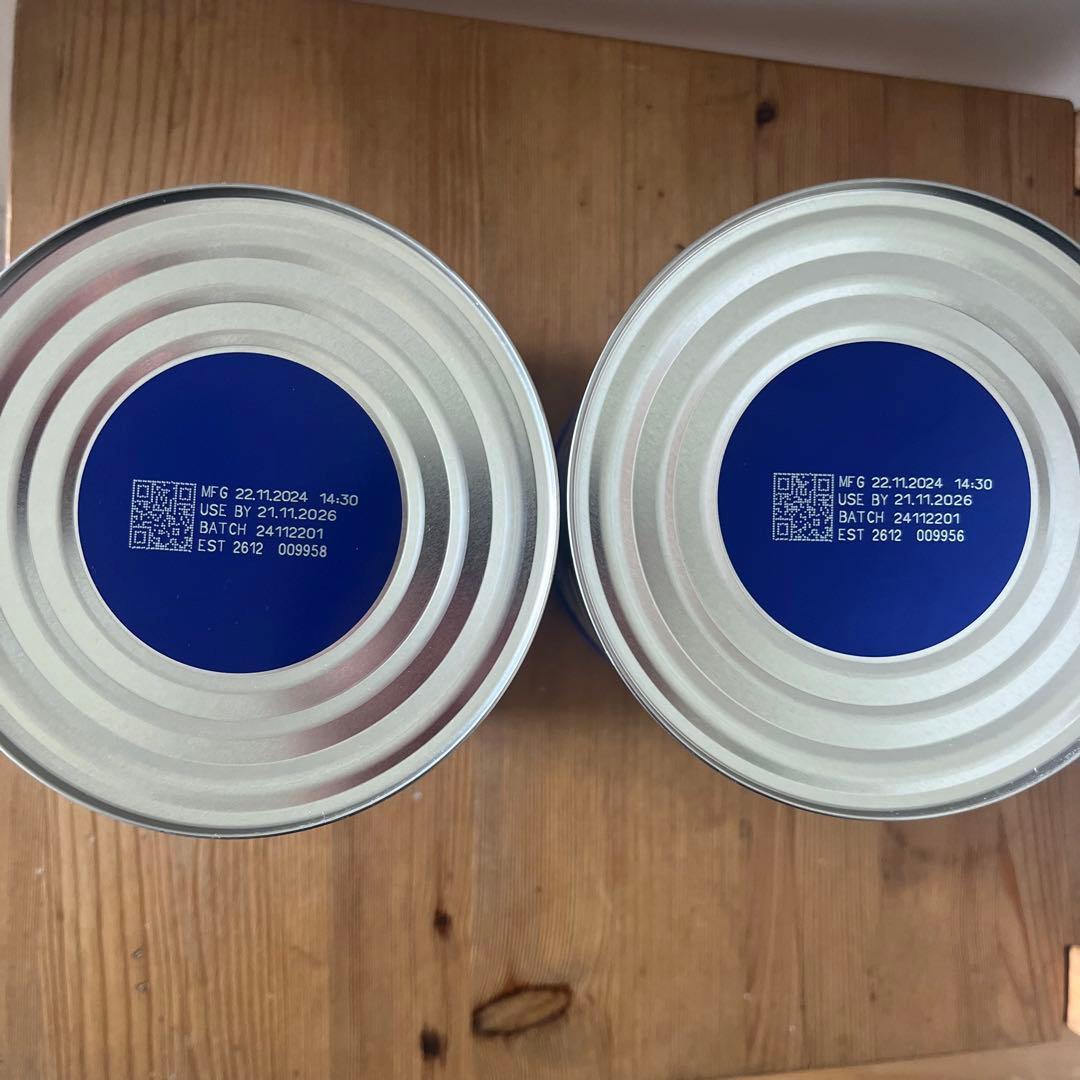 MFG 22.11.2024 14:30
USE BY 21.11.2026
BATCH 24112201
EST 2612 009958
MFG 22.11.2024 14:30
USE BY 21.11.2026
BATCH 24112201
EST 2612 009956